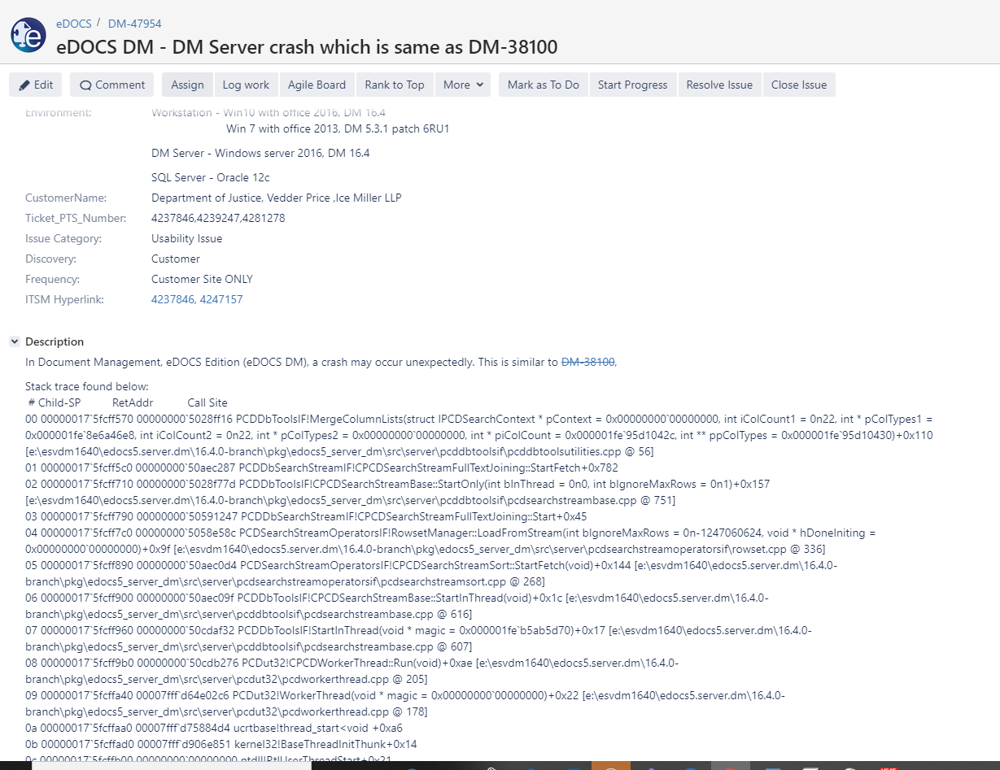 eDOCS / DM-47954
eDOCS DM - DM Server crash which is same as DM-38100
Edit Comment Assign Log work Agile Board Rank to Top More Mark as To Do Start Progress Resolve Issue Close Issue
Environment: Workstation - Win10 with office 2016, DM 16.4
Win 7 with office 2013, DM 5.3.1 patch 6RU1
DM Server - Windows server 2016, DM 16.4
SQL Server - Oracle 12c
CustomerName: Department of Justice, Vedder Price ,Ice Miller LLP
Ticket_PTS_Number: 4237846,4239247,4281278
Issue Category: Usability Issue
Discovery: Customer
Frequency: Customer Site ONLY
ITSM Hyperlink: 4237846, 4247157
Description
In Document Management, eDOCS Edition (eDOCS DM), a crash may occur unexpectedly. This is similar to DM-38100,
Stack trace found below:
# Child-SP RetAddr Call Site
00 00000017`5fcff570 00000000`5028ff16 PCDDbToolsIF!MergeColumnLists(struct IPCDSearchContext * pContext = 0x00000000`00000000, int iColCount1 = 0n22, int * pColTypes1 =
0x000001fe`8e6a46e8, int iColCount2 = 0n22, int * pColTypes2 = 0x00000000`00000000, int * piColCount = 0x000001fe`95d1042c, int ** ppColTypes = 0x000001fe`95d10430)+0x110
[e:\esvdm1640\edocs5.server.dm\16.4.0-branch\pkg\edocs5_server_dm\src\server\pcddbtoolsif\pcddbtoolsutilities.cpp @ 56]
01 00000017`5fcff5c0 00000000`50aec287 PCDDbSearchStreamIF!CPCDSearchStreamFullTextJoining::StartFetch+0x782
02 00000017`5fcff710 00000000`5028f77d PCDDbToolsIF!CPCDSearchStreamBase::StartOnly(int bInThread = 0n0, int bIgnoreMaxRows = 0n1)+0x157
[e:\esvdm1640\edocs5.server.dm\16.4.0-branch\pkg\edocs5_server_dm\src\server\pcddbtoolsif\pcdsearchstreambase.cpp @ 751]
03 00000017`5fcff790 00000000`50591247 PCDDbSearchStreamIF!CPCDSearchStreamFullTextJoining::Start+0x45
04 00000017`5fcff7c0 00000000`5058e58c PCDSearchStreamOperatorsIF!RowsetManager::LoadFromStream(int bIgnoreMaxRows = 0n-1247060624, void * hDoneIniting =
0x00000000`00000000)+0x9f [e:\esvdm1640\edocs5.server.dm\16.4.0-branch\pkg\edocs5_server_dm\src\server\pcdsearchstreamoperatorsif\rowset.cpp @ 336]
05 00000017`5fcff890 00000000`50aec0d4 PCDSearchStreamOperatorsIF!CPCDSearchStreamSort::StartFetch(void)+0x144 [e:\esvdm1640\edocs5.server.dm\16.4.0-
branch\pkg\edocs5_server_dm\src\server\pcdsearchstreamoperatorsif\pcdsearchstreamsort.cpp @ 268]
06 00000017`5fcff900 00000000`50aec09f PCDDbToolsIF!CPCDSearchStreamBase::StartInThread(void)+0x1c [e:\esvdm1640\edocs5.server.dm\16.4.0-
branch\pkg\edocs5_server_dm\src\server\pcddbtoolsif\pcdsearchstreambase.cpp @ 616]
07 00000017`5fcff960 00000000`50cdaf32 PCDDbToolsIF!StartInThread(void * magic = 0x000001fe`b5ab5d70)+0x17 [e:\esvdm1640\edocs5.server.dm\16.4.0-
branch\pkg\edocs5_server_dm\src\server\pcddbtoolsif\pcdsearchstreambase.cpp @ 607]
08 00000017`5fcff9b0 00000000`50cdb276 PCDut32!CPCDWorkerThread::Run(void)+0xae [e:\esvdm1640\edocs5.server.dm\16.4.0-
branch\pkg\edocs5_server_dm\src\server\pcdut32\pcdworkerthread.cpp @ 205]
09 00000017`5fcffa40 00007fff`d64e02c6 PCDut32!WorkerThread(void * magic = 0x00000000`00000000)+0x22 [e:\esvdm1640\edocs5.server.dm\16.4.0-
branch\pkg\edocs5_server_dm\src\server\pcdut32\pcdworkerthread.cpp @ 178]
0a 00000017`5fcffaa0 00007fff`d75884d4 ucrtbase!thread_start<void +0xa6
0b 00000017`5fcffad0 00007fff`d906e851 kernel32!BaseThreadInitThunk+0x14
0c 00000017`5fcffb00 00000000`00000000 ntdll!RtlUserThreadStart+0x21